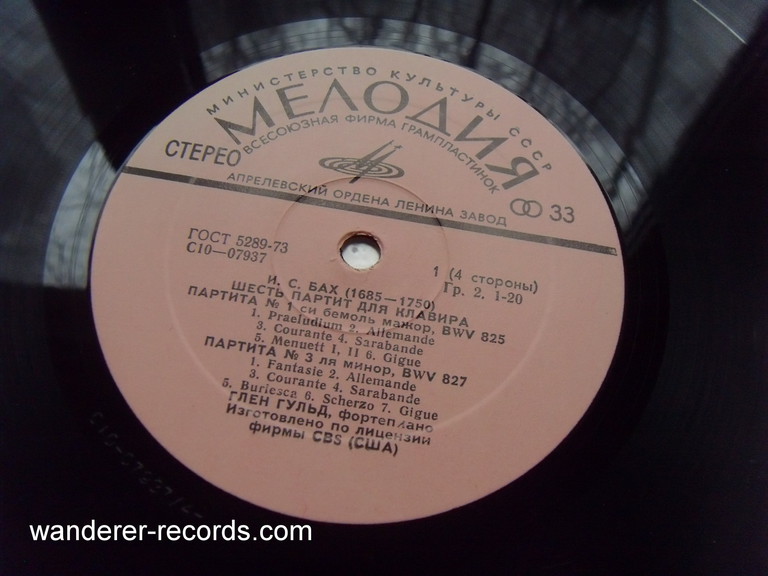 МИНИСТЕРСТВО КУЛЬТУРЫ СССР
МЕЛОДИЯ
ВСЕСОЮЗНАЯ ФИРМА ГРАМПЛАСТИНОК
СТЕРЕО
АПРЕЛЕВСКИЙ ОРДЕНА ЛЕНИНА ЗАВОД
33
ГОСТ 5289-73
С10—07937
1 (4 стороны)
Гр. 2. 1-20
И. С. БАХ (1685—1750)
ШЕСТЬ ПАРТИТ ДЛЯ КЛАВИРА
ПАРТИТА № 1 си бемоль мажор, BWV 825
1. Praeludium 2. Allemande
3. Courante 4. Sarabande
5. Menuett I, II 6. Gigue
ПАРТИТА № 3 ля минор, BWV 827
1. Fantasie 2. Allemande
3. Courante 4. Sarabande
5. Burlesca 6. Scherzo 7. Gigue
ГЛЕН ГУЛЬД, фортепиано
Изготовлено по лицензии
фирмы CBS (США)
wanderer-records.com